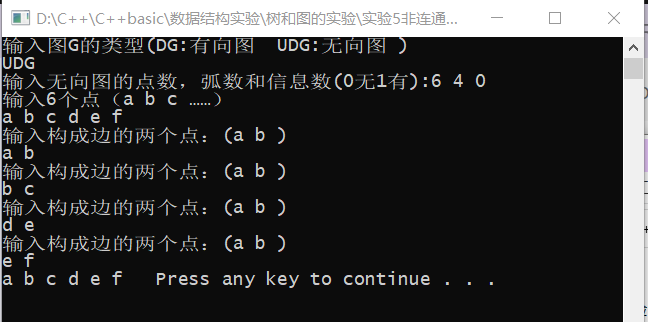 D:\C++\C++basic\数据结构实验\树和图的实验\实验5非连通...
输入图G的类型(DG:有向图  UDG:无向图 )
UDG
输入无向图的点数，弧数和信息数(0无1有):6 4 0
输入6个点（a b c ……）
a b c d e f
输入构成边的两个点：(a b )
a b
输入构成边的两个点：(a b )
b c
输入构成边的两个点：(a b )
d e
输入构成边的两个点：(a b )
e f
a b c d e f   Press any key to continue . . .